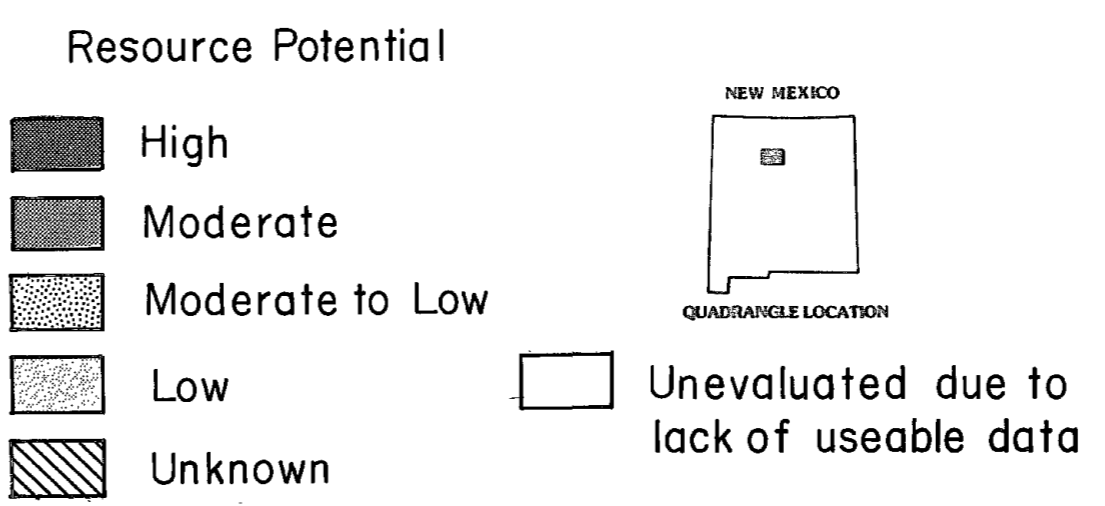 Resource Potential
High
Moderate
Moderate to Low
Low
Unknown
NEW MEXICO
QUADRANGLE LOCATION
Unevaluated due to
lack of useable data